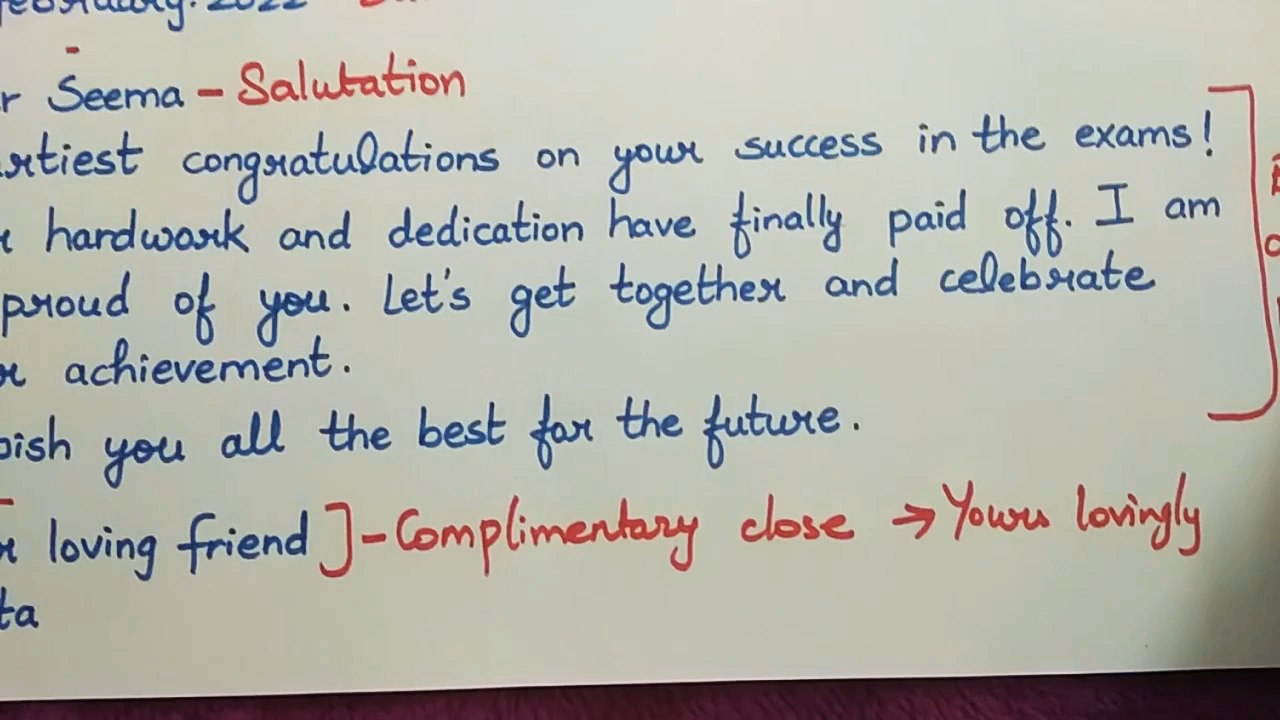 February. 2022
Seema - Salutation
congratulations on your success in the exams!
hardwork and dedication have finally paid off. I am
proud of you. Let's get together and celebrate
achievement.
you all the best for the future.
loving friend ] - Complimentary close → Yours lovingly
ta